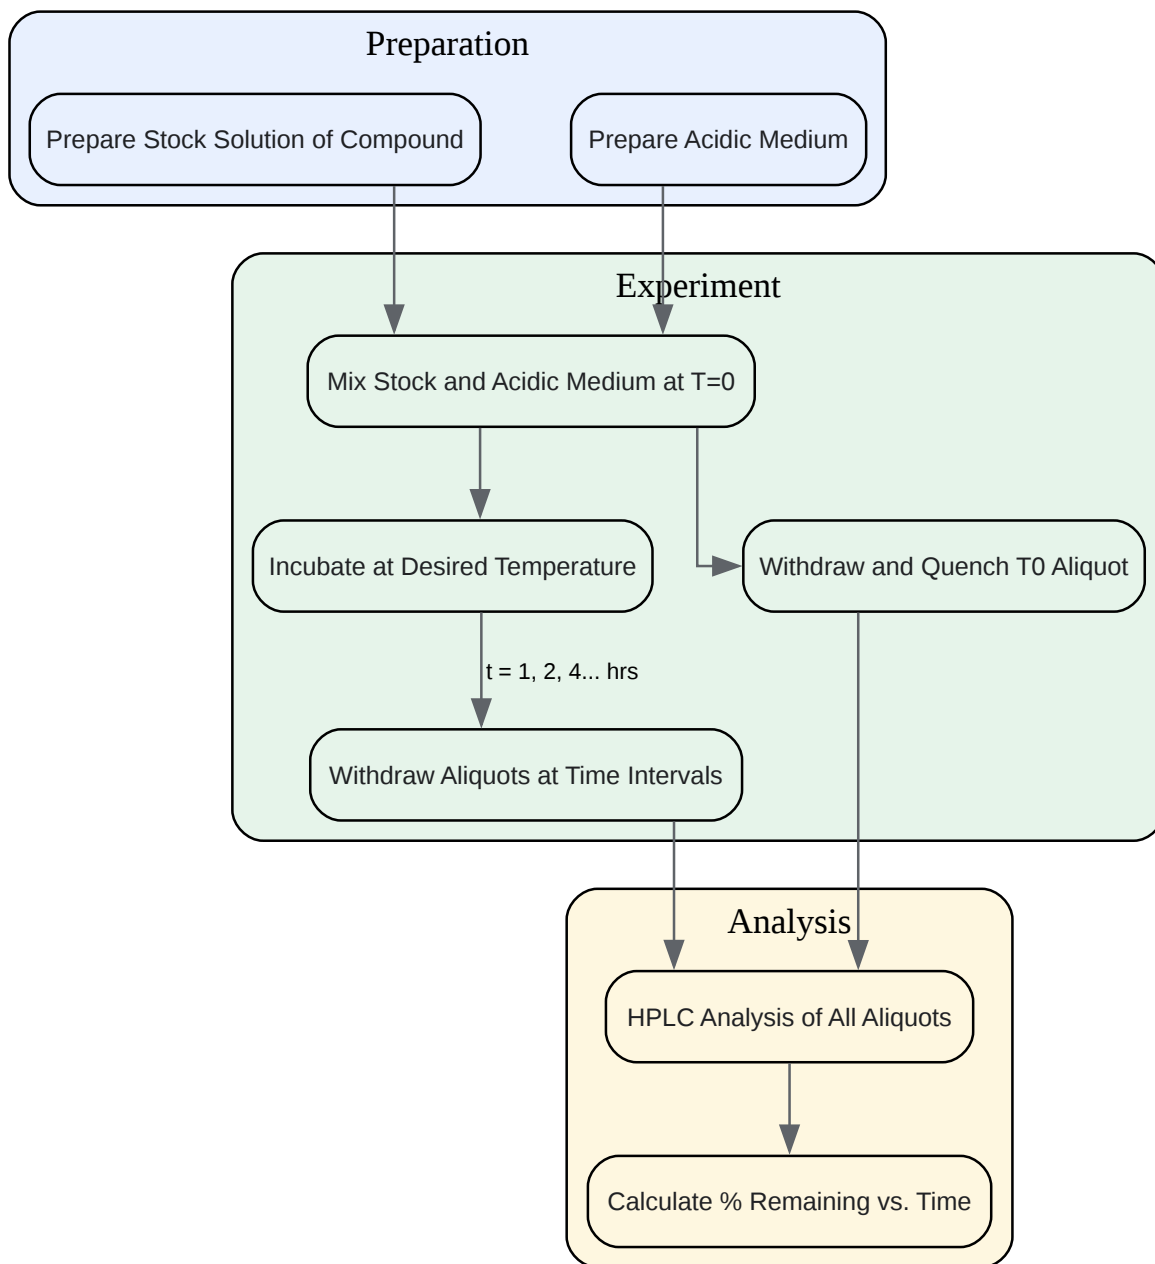 Preparation
Prepare Stock Solution of Compound
Prepare Acidic Medium
Experiment
Mix Stock and Acidic Medium at T=0
Incubate at Desired Temperature
Withdraw and Quench T0 Aliquot
t = 1, 2, 4... hrs
Withdraw Aliquots at Time Intervals
Analysis
HPLC Analysis of All Aliquots
Calculate % Remaining vs. Time